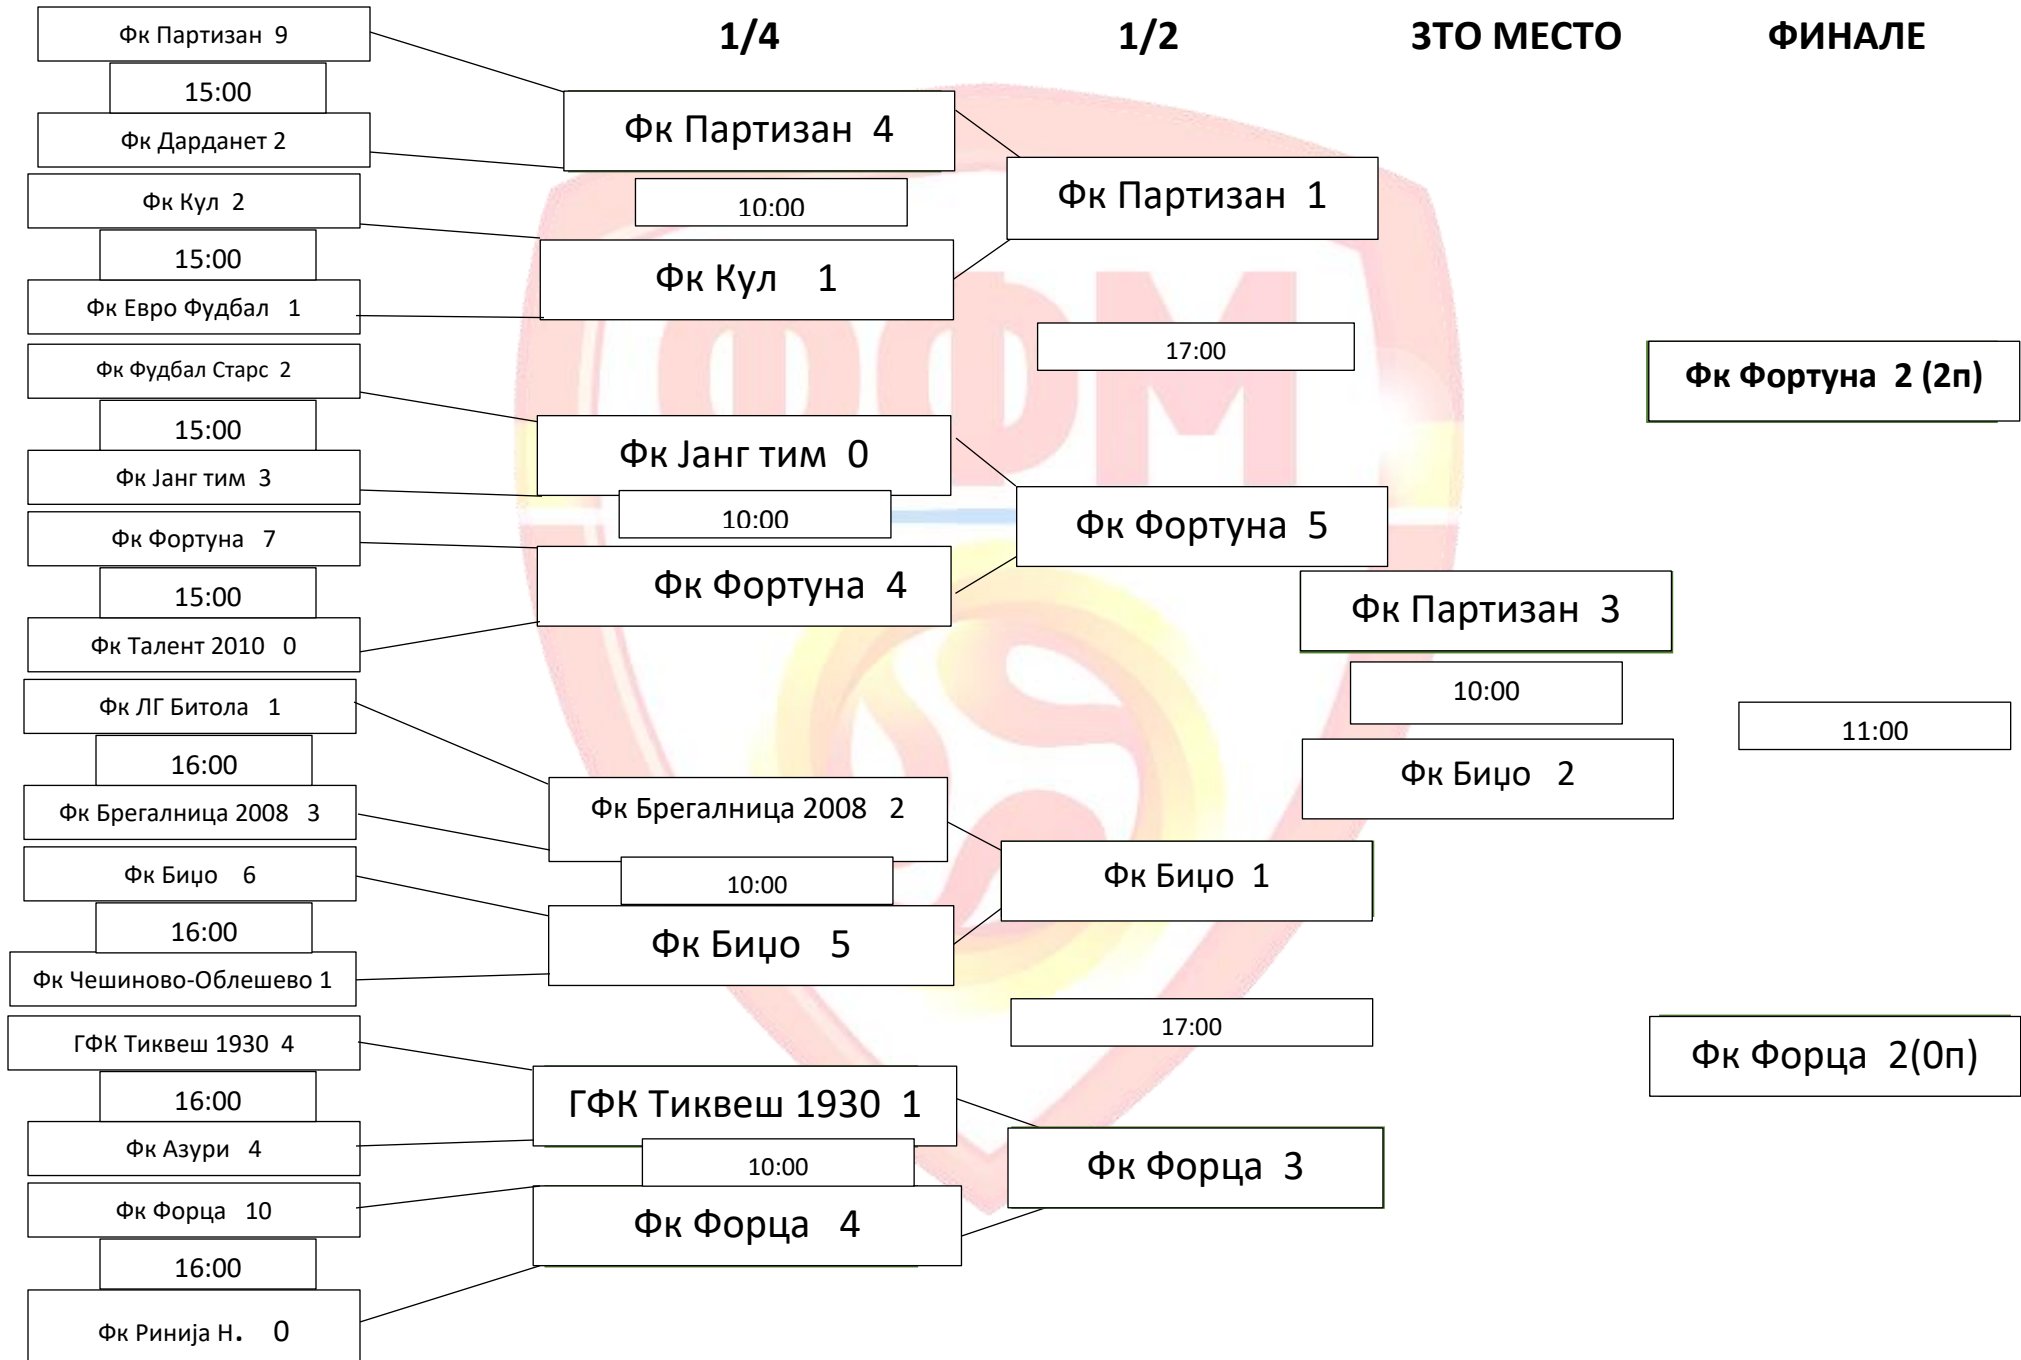 1/4
1/2
3ТО МЕСТО
ФИНАЛЕ
Фк Партизан 9
15:00
Фк Дарданет 2
Фк Кул 2
15:00
Фк Евро Фудбал 1
Фк Фудбал Старс 2
15:00
Фк Јанг тим 3
Фк Фортуна 7
15:00
Фк Талент 2010 0
Фк ЛГ Битола 1
16:00
Фк Брегалница 2008 3
Фк Биџо 6
16:00
Фк Чешиново-Облешево 1
ГФК Тиквеш 1930 4
16:00
Фк Азури 4
Фк Форца 10
16:00
Фк Ринија Н. 0
Фк Партизан 4
10:00
Фк Кул 1
Фк Јанг тим 0
10:00
Фк Фортуна 4
Фк Брегалница 2008 2
10:00
Фк Биџо 5
ГФК Тиквеш 1930 1
10:00
Фк Форца 4
Фк Партизан 1
17:00
Фк Фортуна 5
Фк Биџо 1
17:00
Фк Форца 3
Фк Партизан 3
10:00
Фк Биџо 2
Фк Фортуна 2 (2п)
11:00
Фк Форца 2(0п)
ФФМ